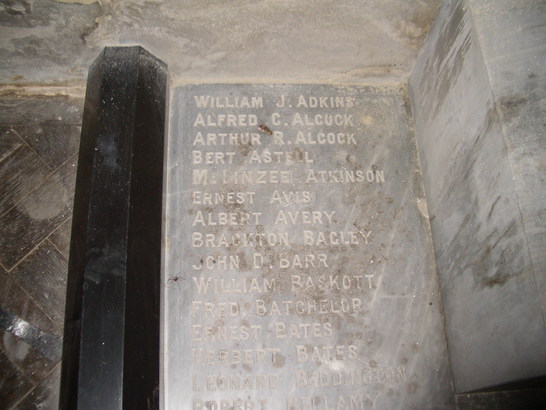 WILLIAM J. ADKINS
ALFRED C. ALCOCK
ARTHUR R. ALCOCK
BERT ASTELL
ATKINSON
ERNEST AVIS
ALBERT AVERY
BRACKTON BAGLEY
JOHN D. BARR
WILLIAM BASKOTT
FRED BATCHELOR
ERNEST BATES
HERBERT BATES
LEONARD
ROBERT